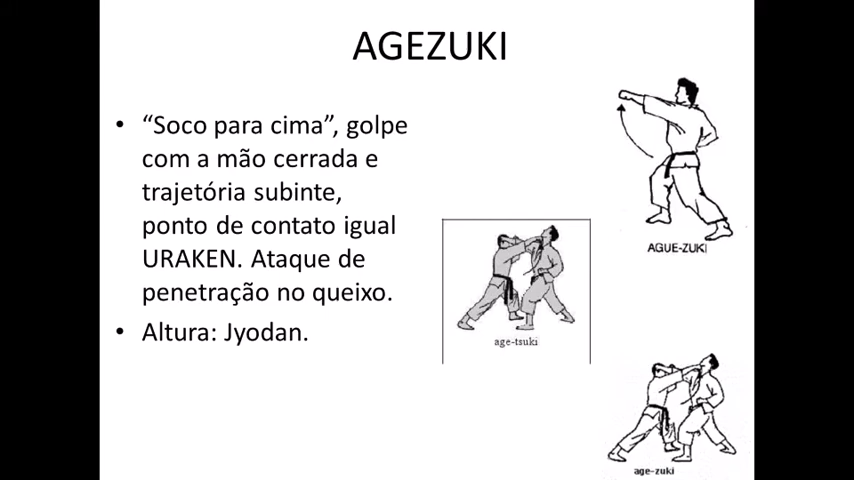 AGEZUKI
• “Soco para cima”, golpe
com a mão cerrada e
trajetória subinte,
ponto de contato igual
URAKEN. Ataque de
penetração no queixo.
• Altura: Jyodan.
AGUE-ZUKI
age-tsuki
age-zuki